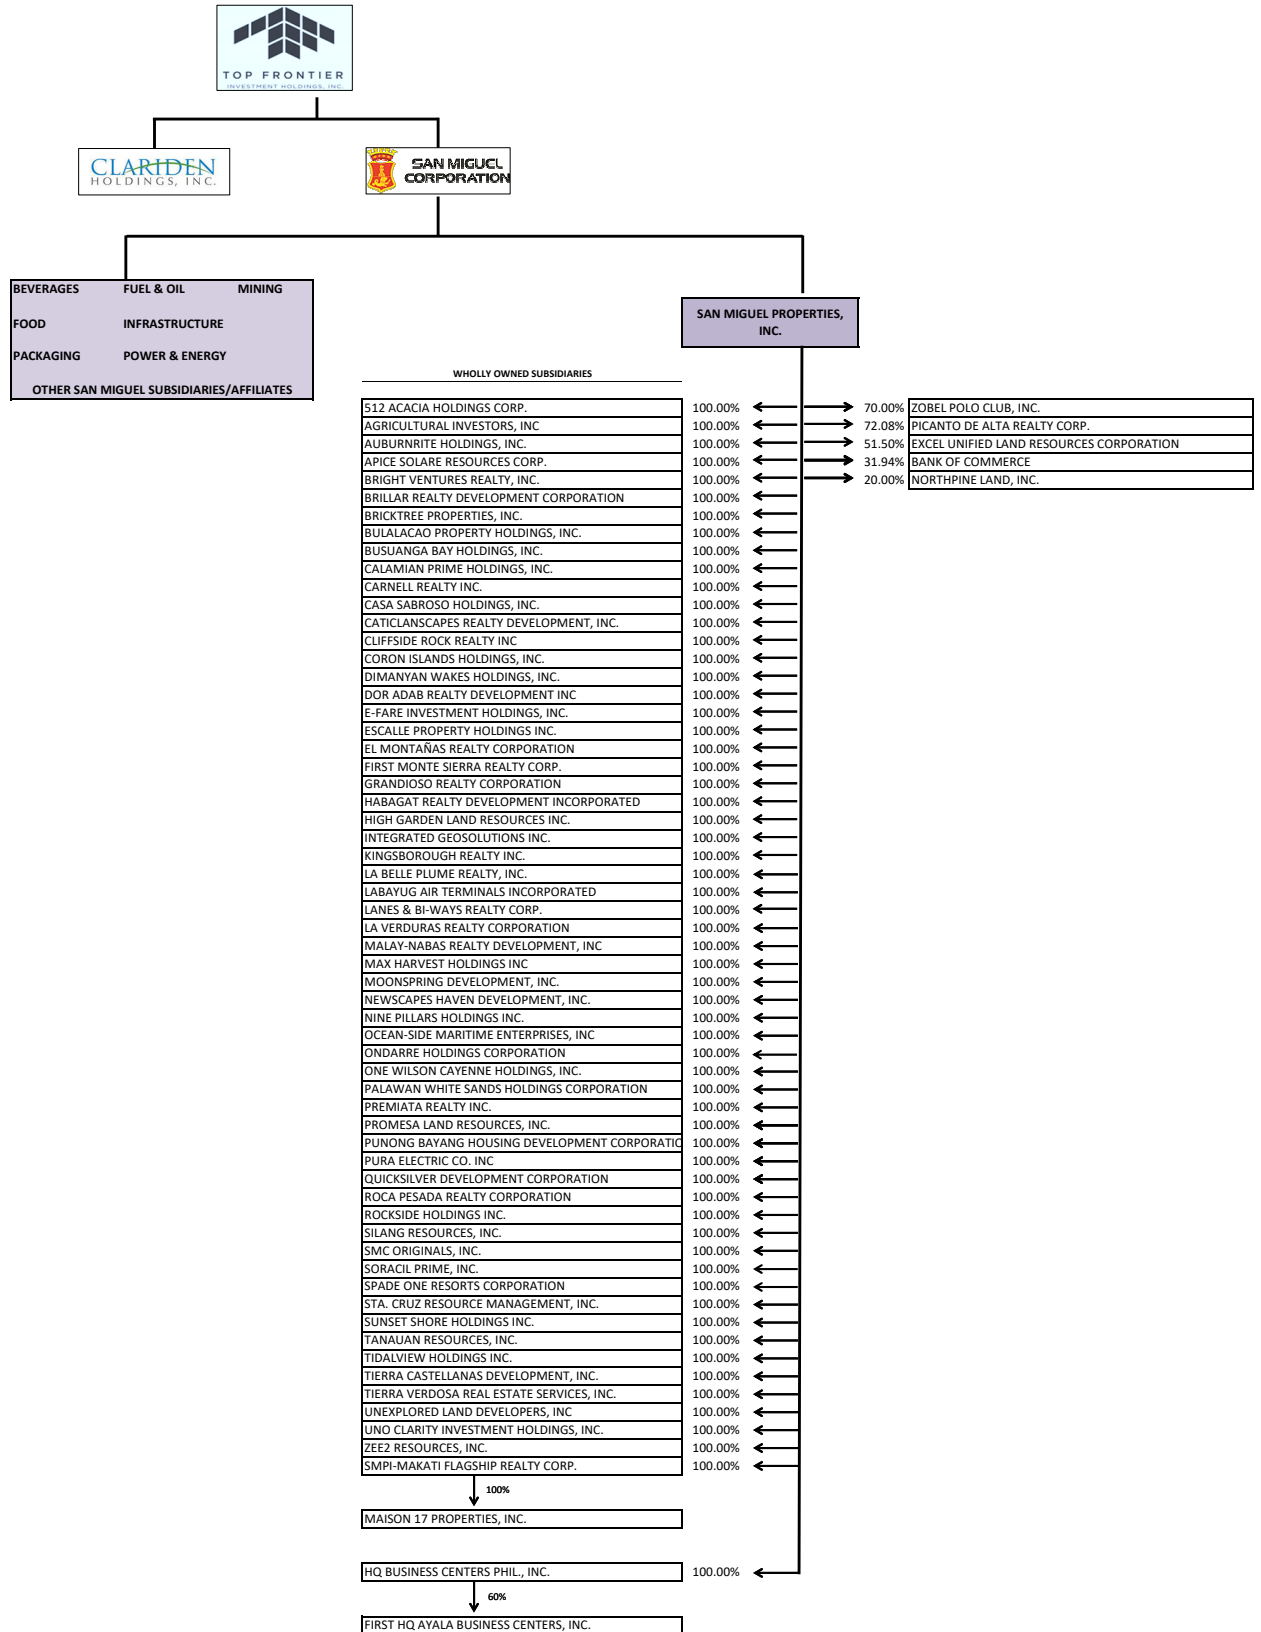 TOP FRONTIER
INVESTMENT HOLDINGS, INC.
CLARIDEN
HOLDINGS, INC.
SAN MIGUEL
CORPORATION
BEVERAGES FUEL & OIL MINING
FOOD INFRASTRUCTURE
PACKAGING POWER & ENERGY
OTHER SAN MIGUEL SUBSIDIARIES/AFFILIATES
SAN MIGUEL PROPERTIES,
INC.
WHOLLY OWNED SUBSIDIARIES
512 ACACIA HOLDINGS CORP. 100.00% 70.00% ZOBEL POLO CLUB, INC.
AGRICULTURAL INVESTORS, INC 100.00% 72.08% PICANTO DE ALTA REALTY CORP.
AUBURNRITE HOLDINGS, INC. 100.00% 51.50% EXCEL UNIFIED LAND RESOURCES CORPORATION
APICE SOLARE RESOURCES CORP. 100.00% 31.94% BANK OF COMMERCE
BRIGHT VENTURES REALTY, INC. 100.00% 20.00% NORTHPINE LAND, INC.
BRILLAR REALTY DEVELOPMENT CORPORATION 100.00%
BRICKTREE PROPERTIES, INC. 100.00%
BULALACAO PROPERTY HOLDINGS, INC. 100.00%
BUSUANGA BAY HOLDINGS, INC. 100.00%
CALAMIAN PRIME HOLDINGS, INC. 100.00%
CARNELL REALTY INC. 100.00%
CASA SABROSO HOLDINGS, INC. 100.00%
CATICLANSCAPES REALTY DEVELOPMENT, INC. 100.00%
CLIFFSIDE ROCK REALTY INC 100.00%
CORON ISLANDS HOLDINGS, INC. 100.00%
DIMANYAN WAKES HOLDINGS, INC. 100.00%
DOR ADAB REALTY DEVELOPMENT INC 100.00%
E-FARE INVESTMENT HOLDINGS, INC. 100.00%
ESCALLE PROPERTY HOLDINGS INC. 100.00%
EL MONTAÑAS REALTY CORPORATION 100.00%
FIRST MONTE SIERRA REALTY CORP. 100.00%
GRANDIOSO REALTY CORPORATION 100.00%
HABAGAT REALTY DEVELOPMENT INCORPORATED 100.00%
HIGH GARDEN LAND RESOURCES INC. 100.00%
INTEGRATED GEOSOLUTIONS INC. 100.00%
KINGSBOROUGH REALTY INC. 100.00%
LA BELLE PLUME REALTY, INC. 100.00%
LABAYUG AIR TERMINALS INCORPORATED 100.00%
LANES & BI-WAYS REALTY CORP. 100.00%
LA VERDURAS REALTY CORPORATION 100.00%
MALAY-NABAS REALTY DEVELOPMENT, INC 100.00%
MAX HARVEST HOLDINGS INC 100.00%
MOONSPRING DEVELOPMENT, INC. 100.00%
NEWSCAPES HAVEN DEVELOPMENT, INC. 100.00%
NINE PILLARS HOLDINGS INC. 100.00%
OCEAN-SIDE MARITIME ENTERPRISES, INC 100.00%
ONDARRE HOLDINGS CORPORATION 100.00%
ONE WILSON CAYENNE HOLDINGS, INC. 100.00%
PALAWAN WHITE SANDS HOLDINGS CORPORATION 100.00%
PREMIATA REALTY INC. 100.00%
PROMESA LAND RESOURCES, INC. 100.00%
PUNONG BAYANG HOUSING DEVELOPMENT CORPORATIO 100.00%
PURA ELECTRIC CO. INC 100.00%
QUICKSILVER DEVELOPMENT CORPORATION 100.00%
ROCA PESADA REALTY CORPORATION 100.00%
ROCKSIDE HOLDINGS INC. 100.00%
SILANG RESOURCES, INC. 100.00%
SMC ORIGINALS, INC. 100.00%
SORACIL PRIME, INC. 100.00%
SPADE ONE RESORTS CORPORATION 100.00%
STA. CRUZ RESOURCE MANAGEMENT, INC. 100.00%
SUNSET SHORE HOLDINGS INC. 100.00%
TANAUAN RESOURCES, INC. 100.00%
TIDALVIEW HOLDINGS INC. 100.00%
TIERRA CASTELLANAS DEVELOPMENT, INC. 100.00%
TIERRA VERDOSA REAL ESTATE SERVICES, INC. 100.00%
UNEXPLORED LAND DEVELOPERS, INC 100.00%
UNO CLARITY INVESTMENT HOLDINGS, INC. 100.00%
ZEE2 RESOURCES, INC. 100.00%
SMPI-MAKATI FLAGSHIP REALTY CORP. 100.00%
100%
MAISON 17 PROPERTIES, INC.
HQ BUSINESS CENTERS PHIL., INC. 100.00%
60%
FIRST HQ AYALA BUSINESS CENTERS, INC.